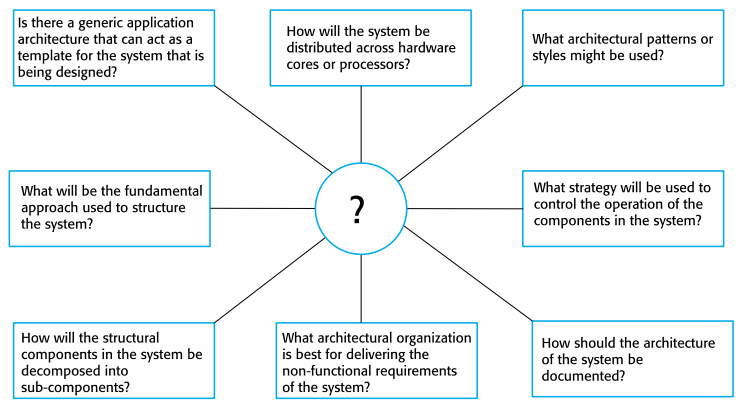 Is there a generic application
architecture that can act as a
template for the system that is
being designed?
How will the system be
distributed across hardware
cores or processors?
What architectural patterns or
styles might be used?
What will be the fundamental
approach used to structure
the system?
?
What strategy will be used to
control the operation of the
components in the system?
How will the structural
components in the system be
decomposed into
sub-components?
What architectural organization
is best for delivering the
non-functional requirements
of the system?
How should the architecture
of the system be
documented?